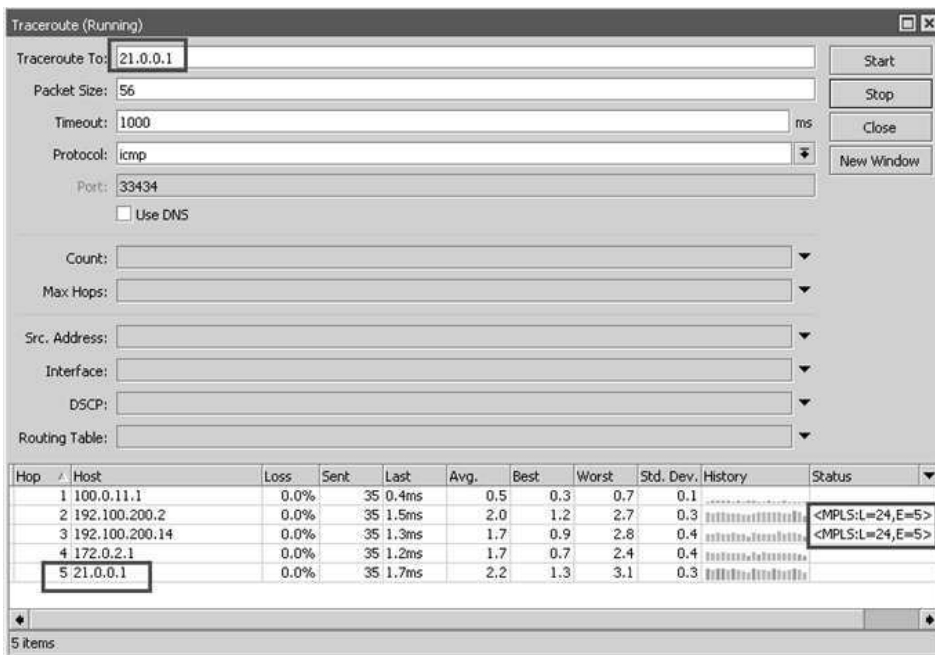 Traceroute (Running)
Traceroute To: 21.0.0.1
Start
Packet Size: 56
Stop
Timeout: 1000 ms
Close
Protocol: icmp
New Window
Port: 33434
Use DNS
Count:
Max Hops:
Src. Address:
Interface:
DSCP:
Routing Table:
Hop Host Loss Sent Last Avg. Best Worst Std. Dev. History Status
1 100.0.11.1 0.0% 35 0.4ms 0.5 0.3 0.7 0.1
2 192.100.200.2 0.0% 35 1.5ms 2.0 1.2 2.7 0.3 <MPLS:L=24,E=5>
3 192.100.200.14 0.0% 35 1.3ms 1.7 0.9 2.8 0.4 <MPLS:L=24,E=5>
4 172.0.2.1 0.0% 35 1.2ms 1.7 0.7 2.4 0.4
5 21.0.0.1 0.0% 35 1.7ms 2.2 1.3 3.1 0.3
5 items